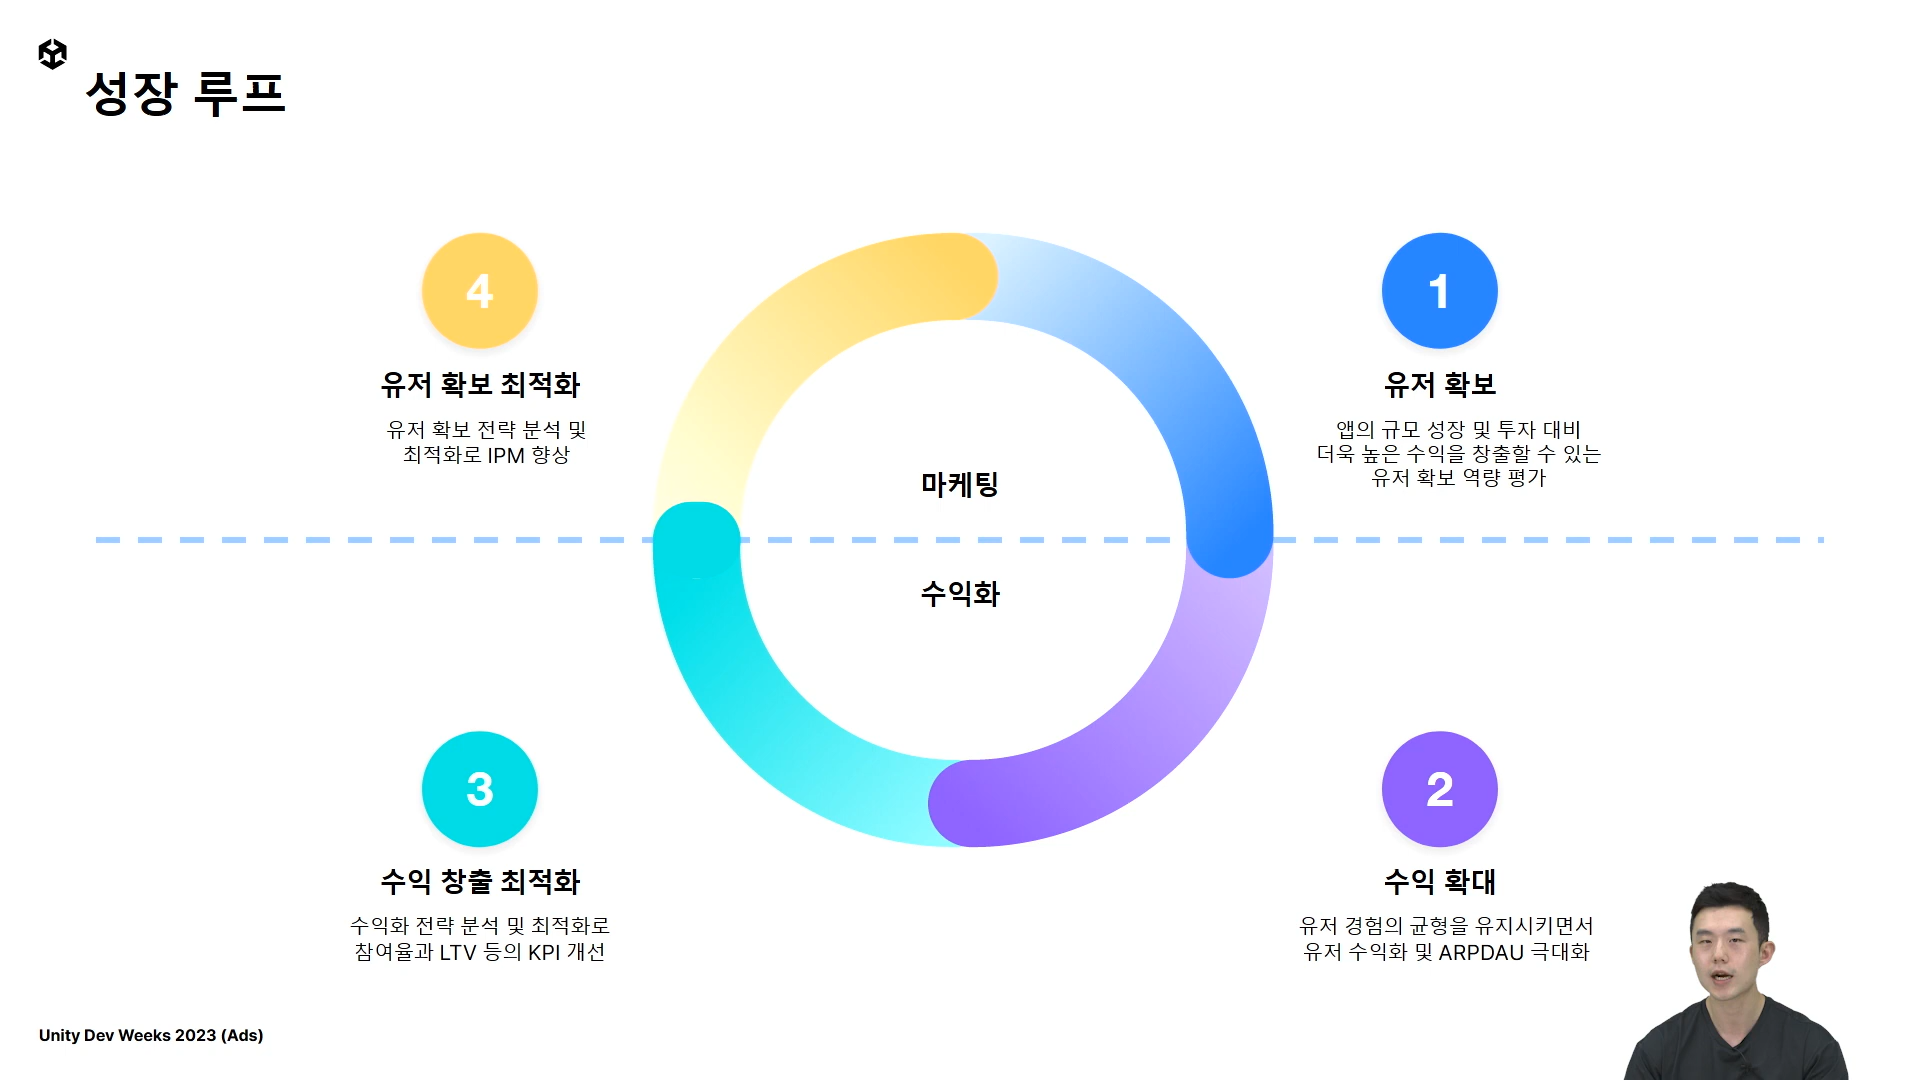 성장 루프
4
유저 확보 최적화
유저 확보 전략 분석 및
최적화로 IPM 향상
1
유저 확보
앱의 규모 성장 및 투자 대비
더욱 높은 수익을 창출할 수 있는
유저 확보 역량 평가
마케팅
수익화
3
수익 창출 최적화
수익화 전략 분석 및 최적화로
참여율과 LTV 등의 KPI 개선
2
수익 확대
유저 경험의 균형을 유지시키면서
유저 수익화 및 ARPDAU 극대화
Unity Dev Weeks 2023 (Ads)